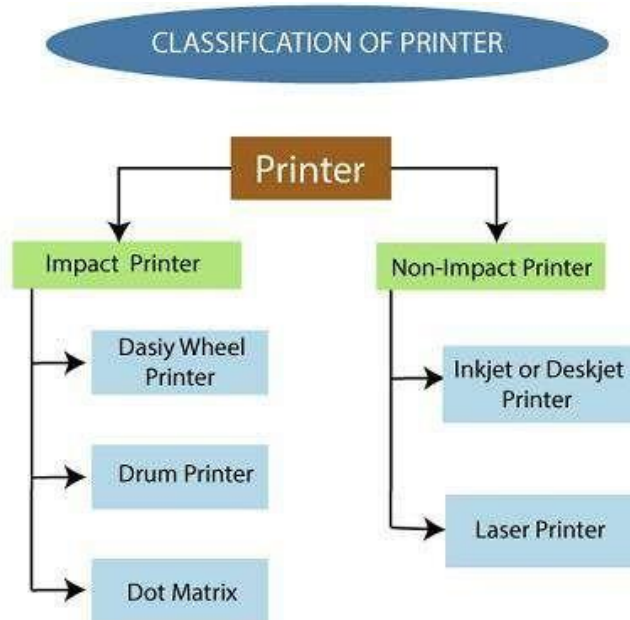 CLASSIFICATION OF PRINTER
Printer
Impact Printer
Dasiy Wheel
Printer
Drum Printer
Dot Matrix
Non-Impact Printer
Inkjet or Deskjet
Printer
Laser Printer